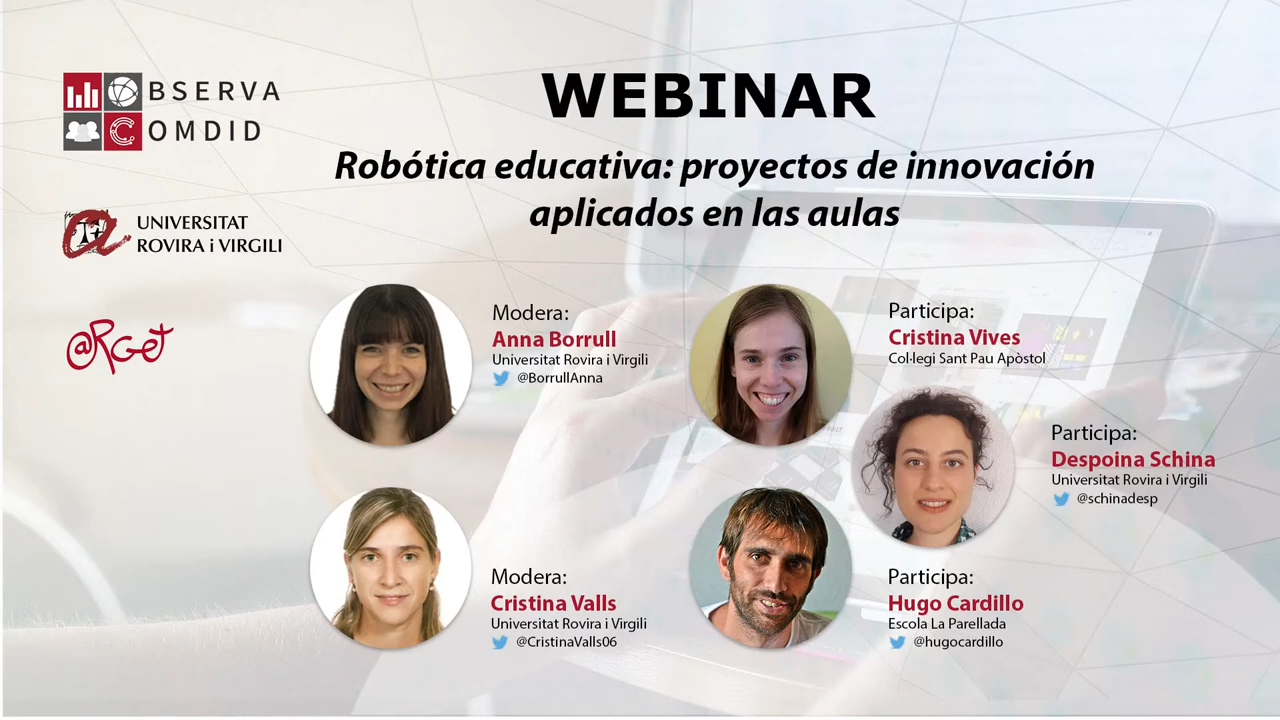 OBSERVA
COMDID
UNIVERSITAT
ROVIRA i VIRGILI
@RGET
WEBINAR
Robótica educativa: proyectos de innovación
aplicados en las aulas
Modera:
Anna Borrull
Universitat Rovira i Virgili
@BorrullAnna
Participa:
Cristina Vives
Col·legi Sant Pau Apòstol
Participa:
Despoina Schina
Universitat Rovira i Virgili
@schinadesp
Modera:
Cristina Valls
Universitat Rovira i Virgili
@CristinaValls06
Participa:
Hugo Cardillo
Escola La Parellada
@hugocardillo